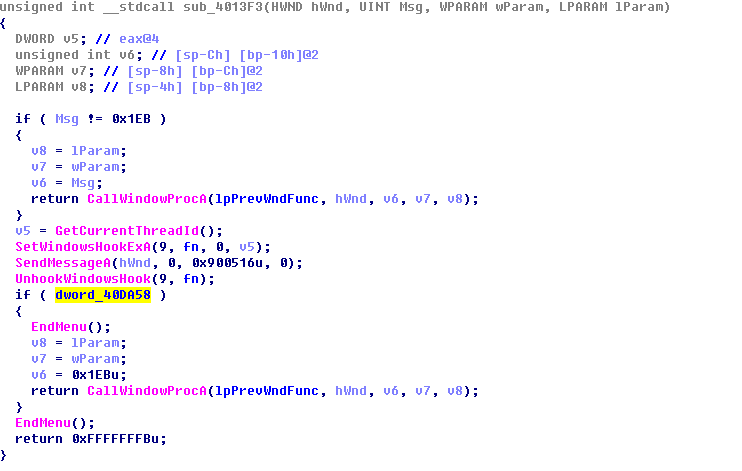 unsigned int __stdcall sub_4013F3(HWND hWnd, UINT Msg, WPARAM wParam, LPARAM lParam)
{
  DWORD v5; // eax@4
  unsigned int v6; // [sp-Ch] [bp-10h]@2
  WPARAM v7; // [sp-8h] [bp-Ch]@2
  LPARAM v8; // [sp-4h] [bp-8h]@2

  if ( Msg != 0x1EB )
  {
    v8 = lParam;
    v7 = wParam;
    v6 = Msg;
    return CallWindowProcA(lpPrevWndFunc, hWnd, v6, v7, v8);
  }
  v5 = GetCurrentThreadId();
  SetWindowsHookExA(9, fn, 0, v5);
  SendMessageA(hWnd, 0, 0x900516u, 0);
  UnhookWindowsHook(9, fn);
  if ( dword_40DA58 )
  {
    EndMenu();
    v8 = lParam;
    v7 = wParam;
    v6 = 0x1EBu;
    return CallWindowProcA(lpPrevWndFunc, hWnd, v6, v7, v8);
  }
  EndMenu();
  return 0xFFFFFFFBu;
}